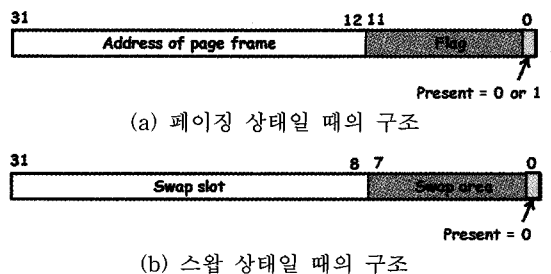 31 12 11 0
Address of page frame Flag
Present = 0 or 1
(a) 페이징 상태일 때의 구조
31 8 7 0
Swap slot Swap area
Present = 0
(b) 스왑 상태일 때의 구조